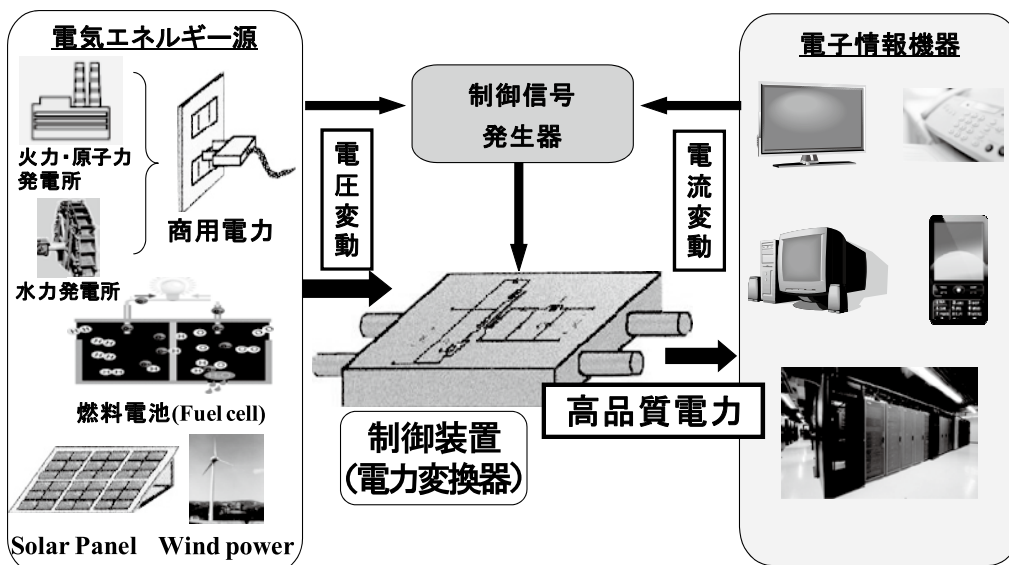 電気エネルギー源
火力・原子力
発電所
商用電力
水力発電所
燃料電池(Fuel cell)
Solar Panel
Wind power
制御信号
発生器
電圧変動
電流変動
制御装置
(電力変換器)
高品質電力
電子情報機器